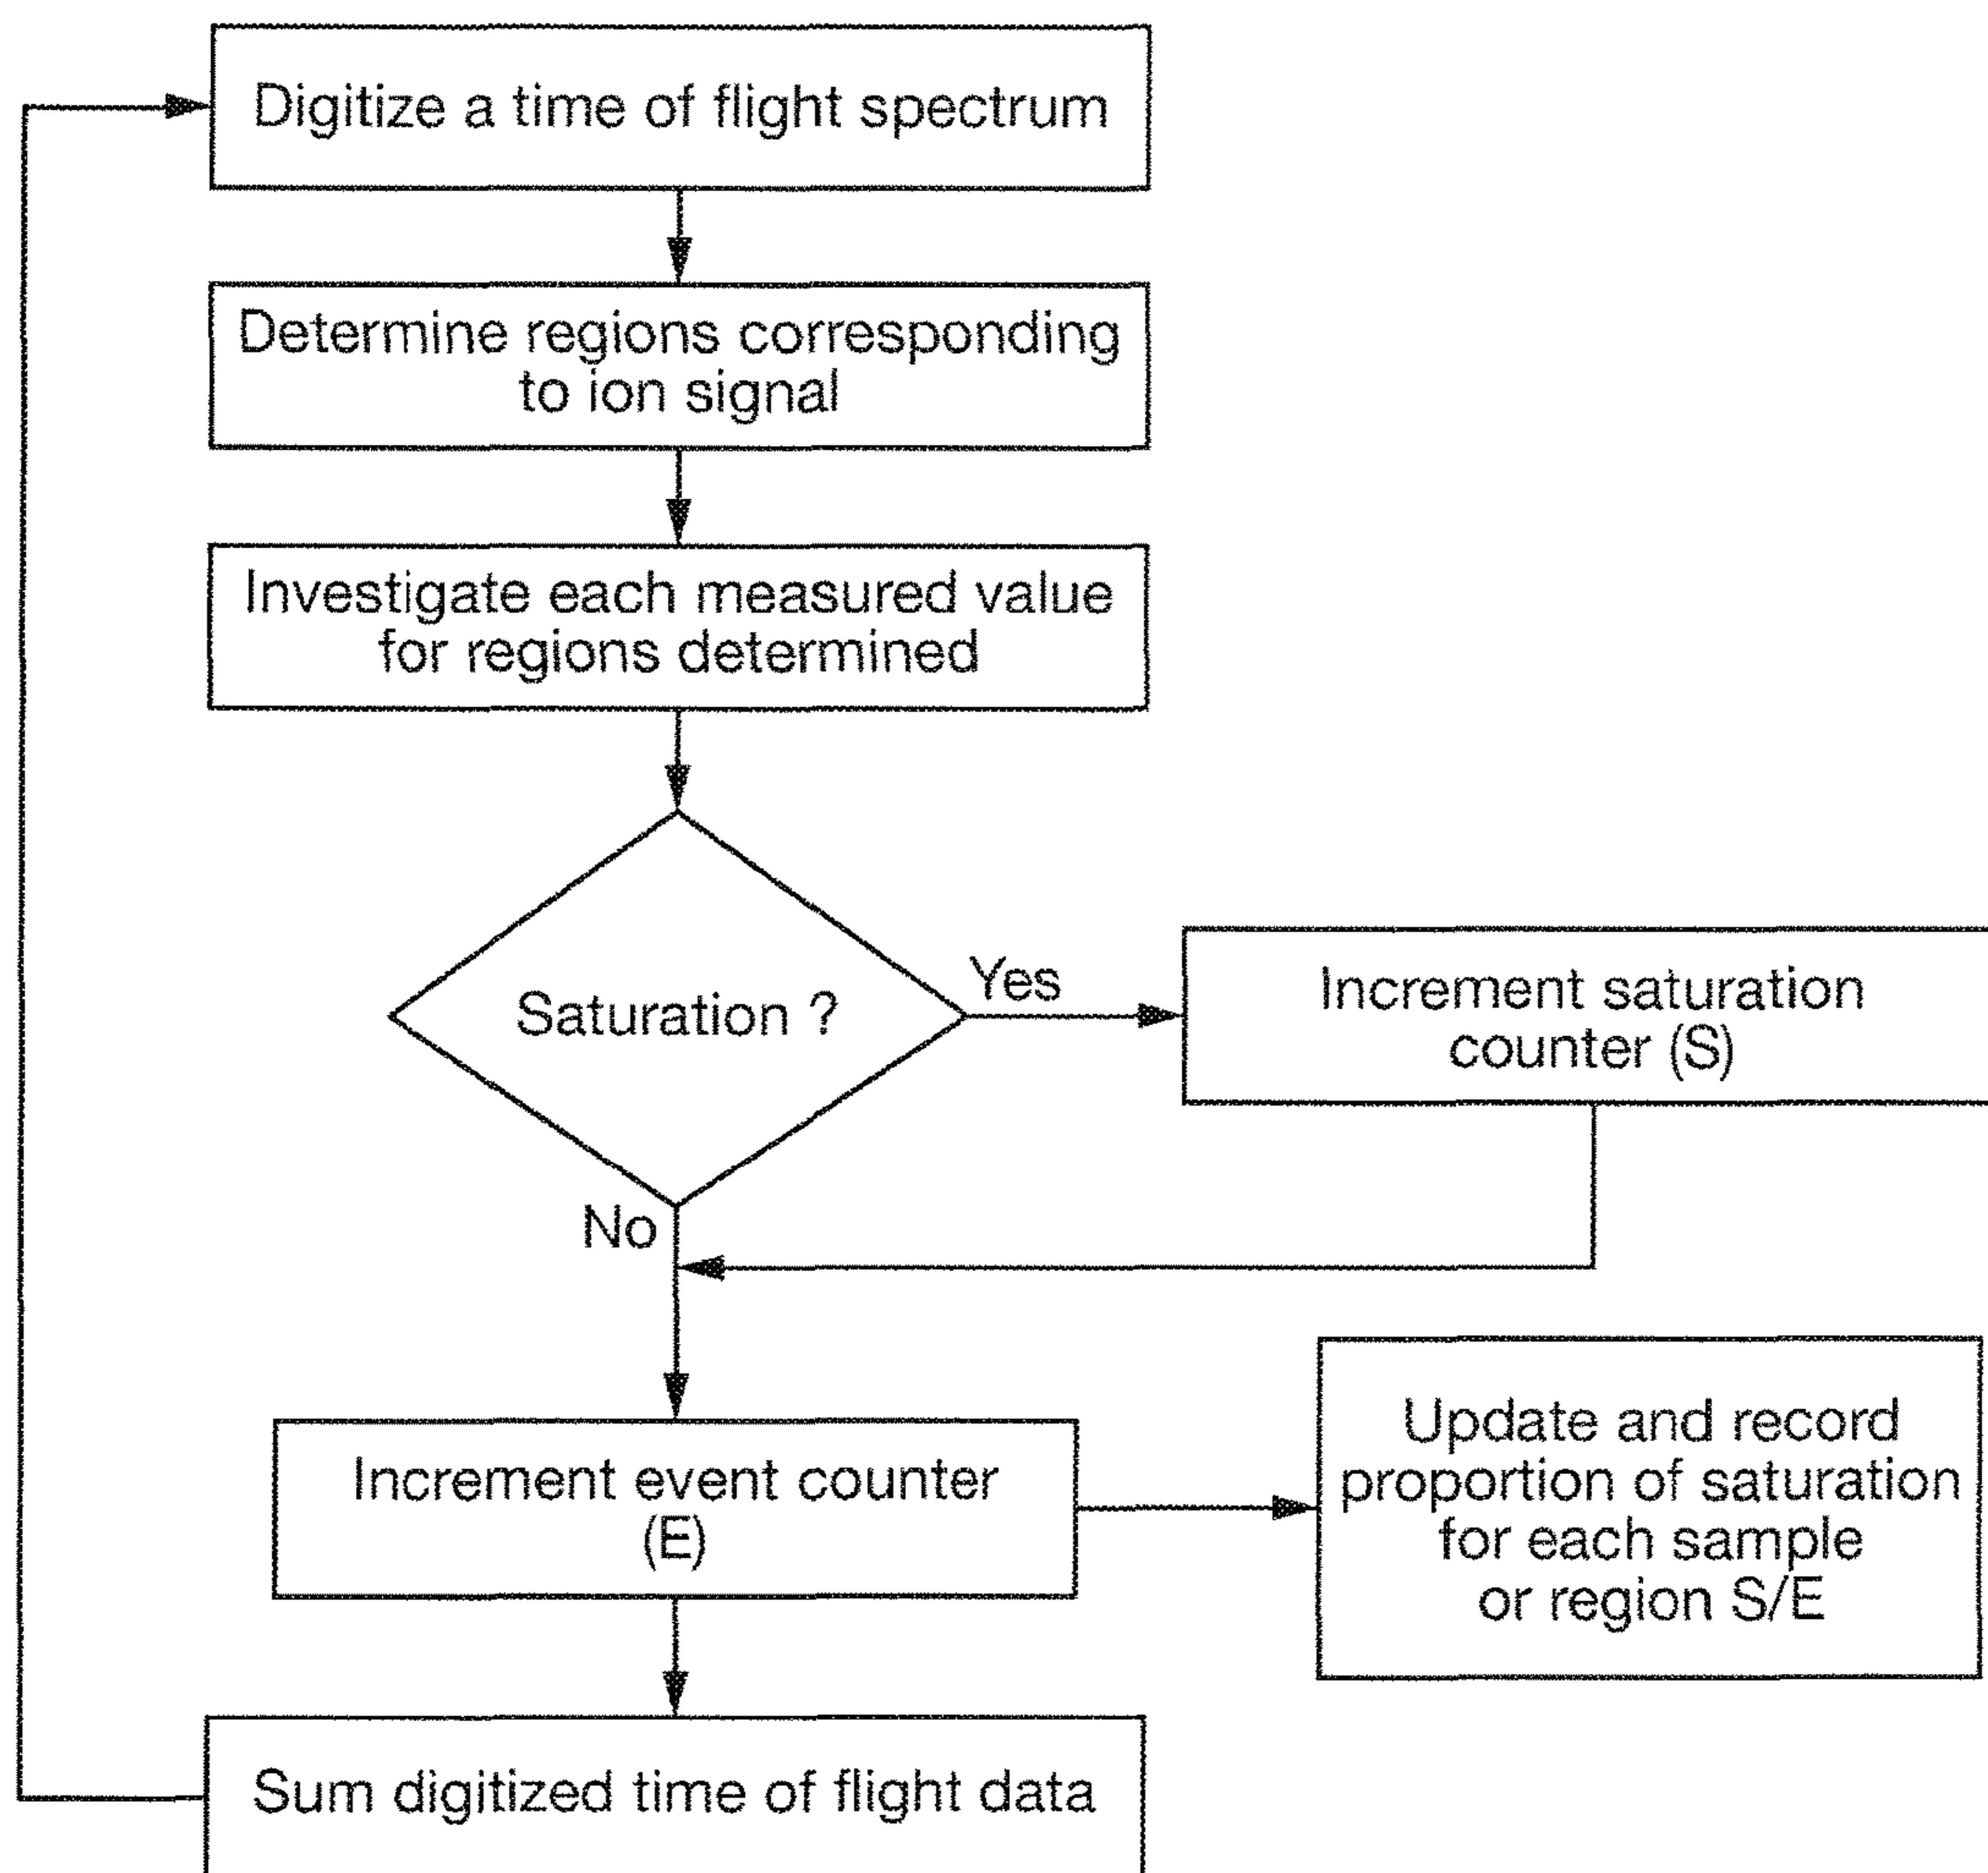 Digitize a time of flight spectrum
Determine regions corresponding
to ion signal
Investigate each measured value
for regions determined
Saturation ?
Yes
Increment saturation
counter (S)
No
Increment event counter
(E)
Update and record
proportion of saturation
for each sample
or region S/E
Sum digitized time of flight data